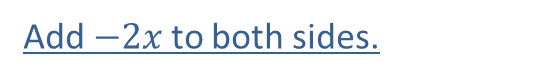 Add −2x to both sides.